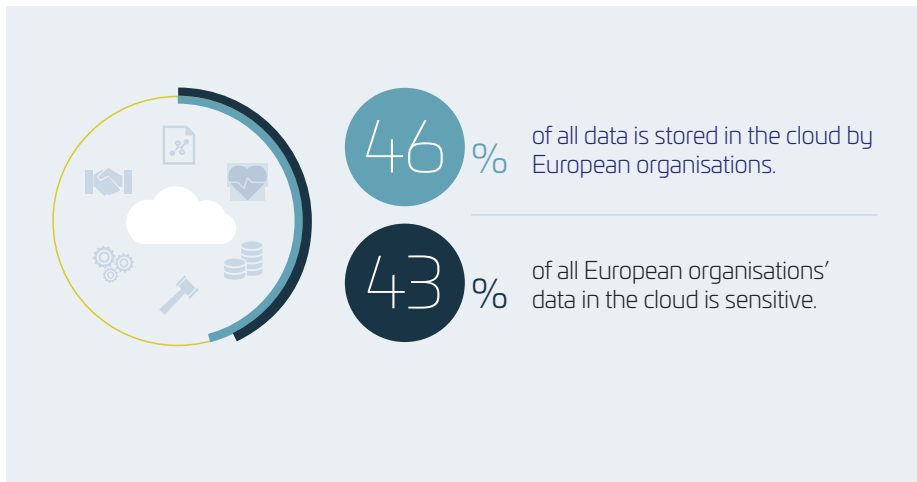 46 % of all data is stored in the cloud by
European organisations.
43 % of all European organisations’
data in the cloud is sensitive.